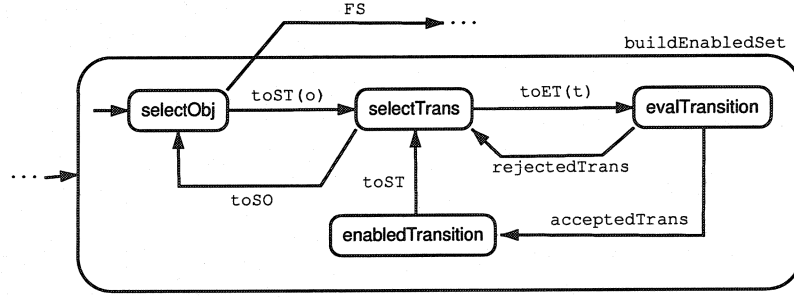 FS
...
buildEnabledSet
selectObj
toST(o)
selectTrans
toET(t)
evalTransition
rejectedTrans
...
toST
toSO
acceptedTrans
enabledTransition